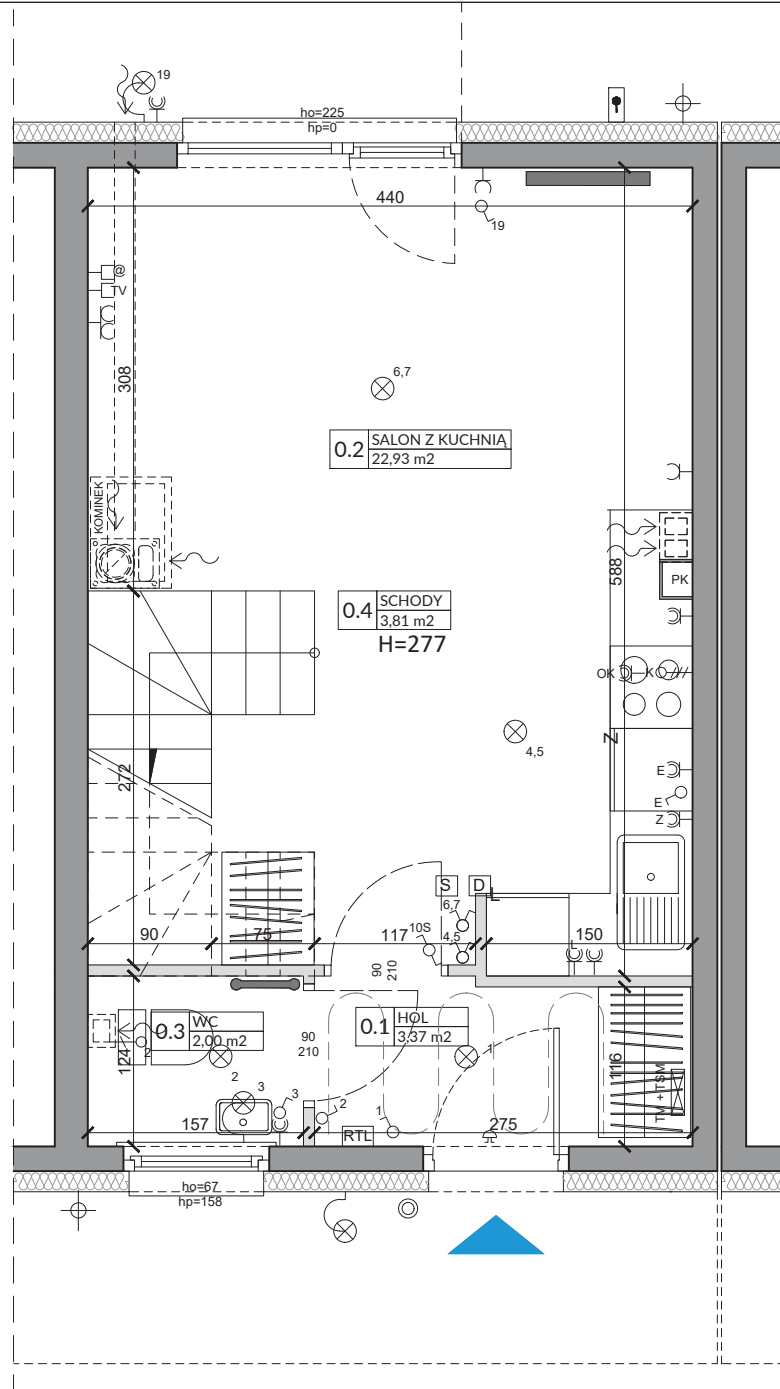 19
ho=225
hp=0
440
19
@
TV
308
6,7
0.2
SALON Z KUCHNIĄ
22,93 m2
KOMINEK
588
PK
0.4
SCHODY
3,81 m2
H=277
OK
K
4,5
Z
272
E
E
Z
S
D
L
6,7
90
75
117
10S
4,5
150
L
90
210
0.3
WC
2,00 m2
0.1
HOL
3,37 m2
2
124
90
210
1
116
TM +TSM
2
3
3
2
1
157
RTL
275
ho=67
hp=158